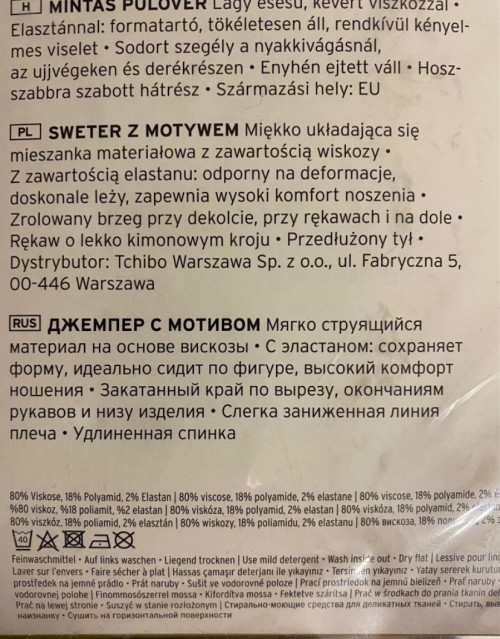 H MINTÁS PULÓVER Lágy esésű, kevert viszkózzal •
Elasztánnal: formatartó, tökéletesen áll, rendkívül kényel-
mes viselet • Sodort szegély a nyakkivágásnál,
az ujjvégeken és derékrészen • Enyhén ejtett váll • Hosz-
szabbra szabott hátrész • Származási hely: EU
PL SWETER Z MOTYWEM Miękko układająca się
mieszanka materiałowa z zawartością wiskozy •
Z zawartością elastanu: odporny na deformacje,
doskonale leży, zapewnia wysoki komfort noszenia •
Zrolowany brzeg przy dekolcie, przy rękawach i na dole •
Rękaw o lekko kimonowym kroju • Przedłużony tył •
Dystrybutor: Tchibo Warszawa Sp. z o.o., ul. Fabryczna 5,
00-446 Warszawa
RUS ДЖЕМПЕР С МОТИВОМ Мягко струящийся
материал на основе вискозы • С эластаном: сохраняет
форму, идеально сидит по фигуре, высокий комфорт
ношения • Закатанный край по вырезу, окончаниям
рукавов и низу изделия • Слегка заниженная линия
плеча • Удлиненная спинка
80% Viskose, 18% Polyamid, 2% Elastan | 80% viscose, 18% polyamide, 2% elastane | 80% viscose, 18% polyamide, 2%
%80 viskoz, %18 poliamit, %2 elastan | 80% viskóza, 18% polyamid, 2% elastan | 80% viskóza, 18% polyamid, 2%
80% viszkóz, 18% poliamid, 2% elasztán | 80% wiskozy, 18% poliamidu, 2% elastanu | 80% вискоза, 18%
40
Feinwaschmittel • Auf links waschen • Liegend trocknen | Use mild detergent • Wash inside out • Dry flat | Lessive pour
Laver sur l'envers • Faire sécher à plat | Hassas çamaşır deterjanı ile yıkayınız • Tersinden yıkayınız • Yatay sererek
prostředek na jemné prádlo • Prát naruby • Sušit ve vodorovné poloze | Prací prostriedok na jemnú bielizeň • Prať naruby
vodorovnej polohe | Finommosószerrel mossa • Kifordítva mossa • Fektetve szárítsa | Prać w środkach do prania tkanin
Prać na lewej stronie • Suszyć w stanie rozłożonym | Стирально-моющие средства для деликатных тканей • Стирать,
наизнанку • Сушить на горизонтальной поверхности